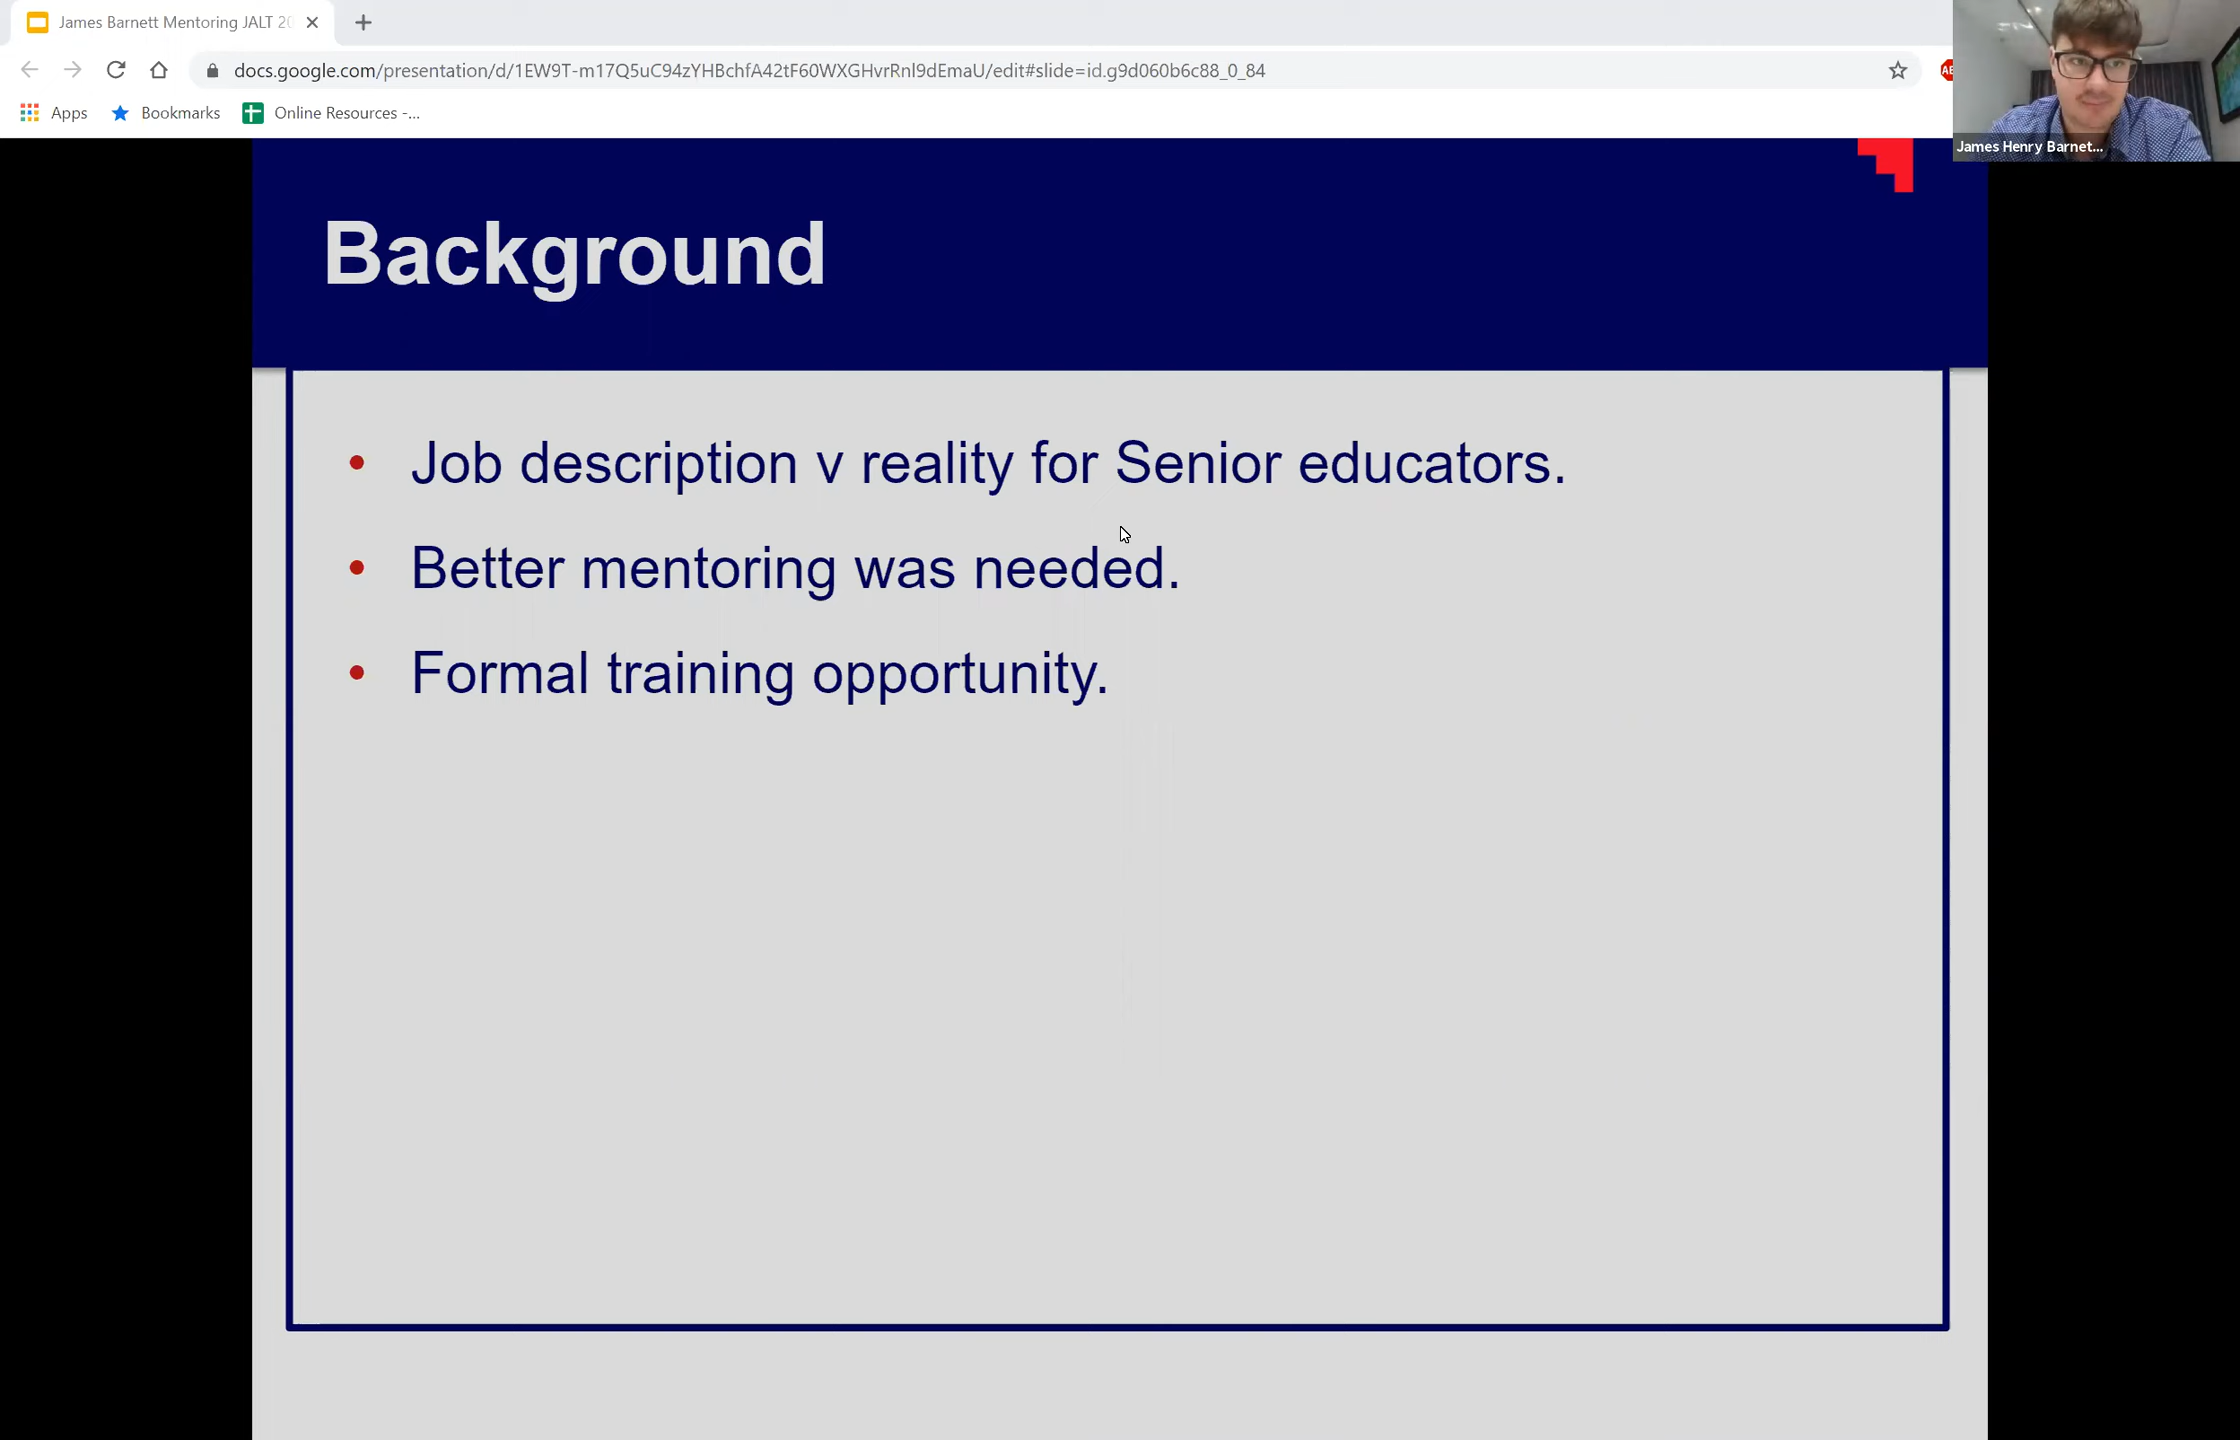 James Barnett Mentoring JALT 20
docs.google.com/presentation/d/1EW9T-m17Q5uC94zYHBchfA42tF60WXGHvrRnl9dEmaU/edit#slide=id.g9d060b6c88_0_84
Apps
Bookmarks
Online Resources -...
James Henry Barnet...
Background
• Job description v reality for Senior educators.
• Better mentoring was needed.
• Formal training opportunity.